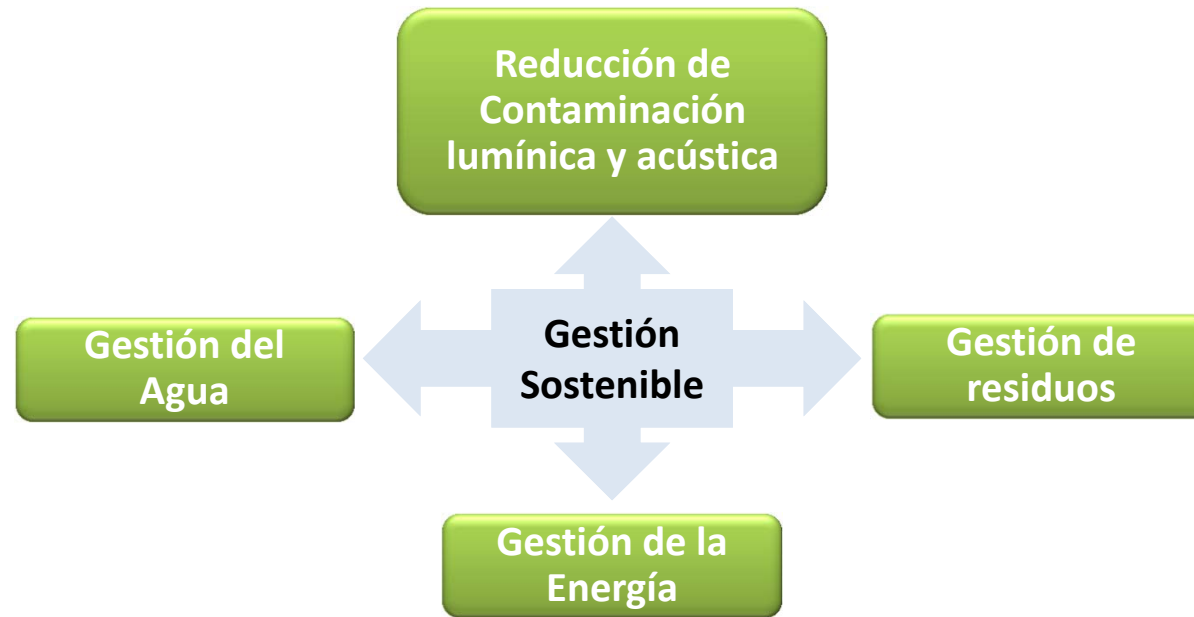 Reducción de
Contaminación
lumínica y acústica
Gestión del
Agua
Gestión
Sostenible
Gestión de
residuos
Gestión de la
Energía